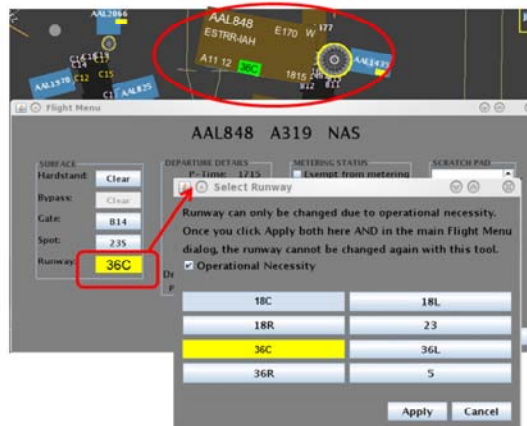 AAL2066
AAL848 E170 W
ESTRR-IAH
A11 12 36C 1815
AAL1435
C14
C12 C15
AAL1970
AAL825
B12 B11
Flight Menu
AAL848 A319 NAS
SURFACE
Hardstand: Clear
Bypass: Clear
Gate: B14
Spot: 235
Runway: 36C
DEPARTURE DETAILS
P-Time: 1715
METERING STATUS
Exempt from metering
SCRATCH PAD
Select Runway
Runway can only be changed due to operational necessity.
Once you click Apply both here AND in the main Flight Menu
dialog, the runway cannot be changed again with this tool.
Operational Necessity
18C 18L
18R 23
36C 36L
36R 5
Apply Cancel